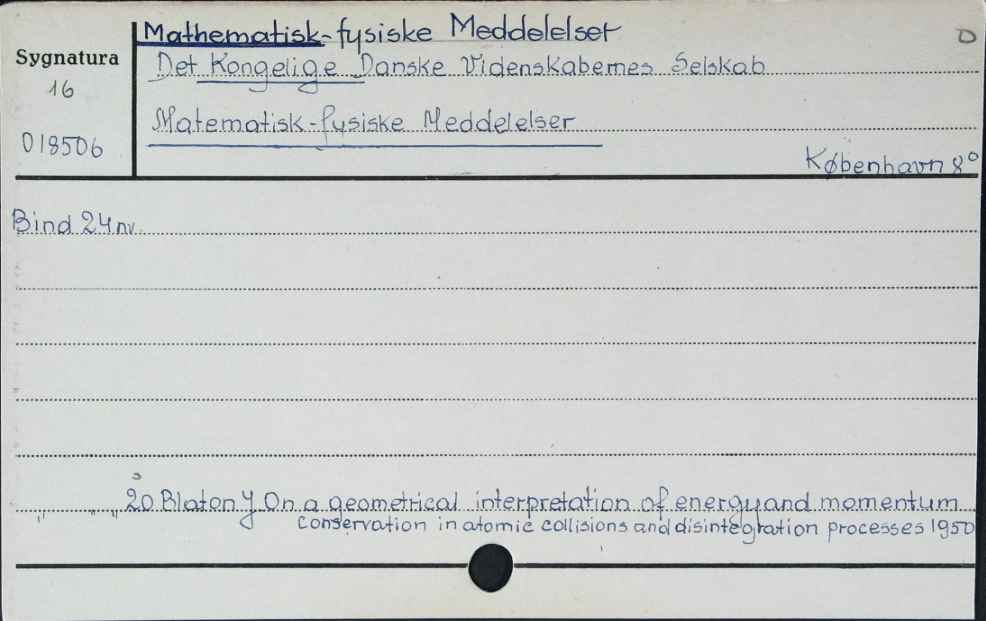 Mathematisk-fysiske Meddelelser D
Sygnatura
16
018506
Det Kongelige Danske Videnskabernes Selskab
Matematisk-fysiske Meddelelser
København 8°
Bind 24 nr.
" " " 20 Blaton J. On a geometrical interpretation of energy and momentum
conservation in atomic collisions and disintegration processes 1950